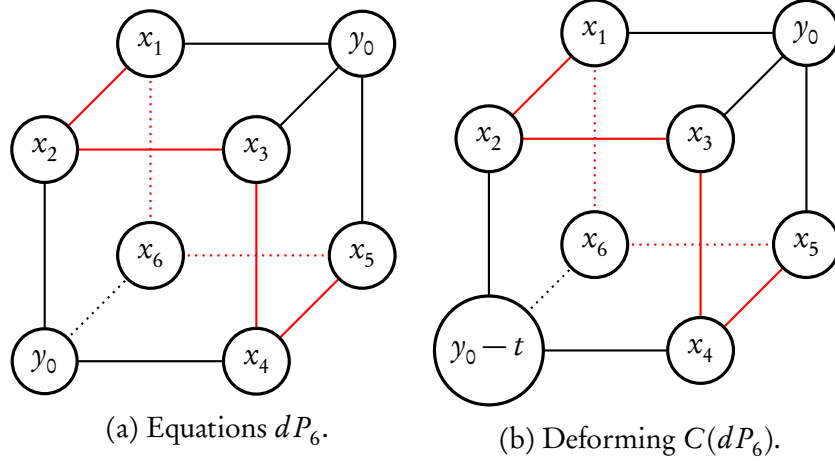 x₁ y₀ x₁ y₀
x₂ x₃ x₂ x₃
x₆ x₅ x₆ x₅
y₀ x₄ y₀ − t x₄
(a) Equations dP₆. (b) Deforming C(dP₆).